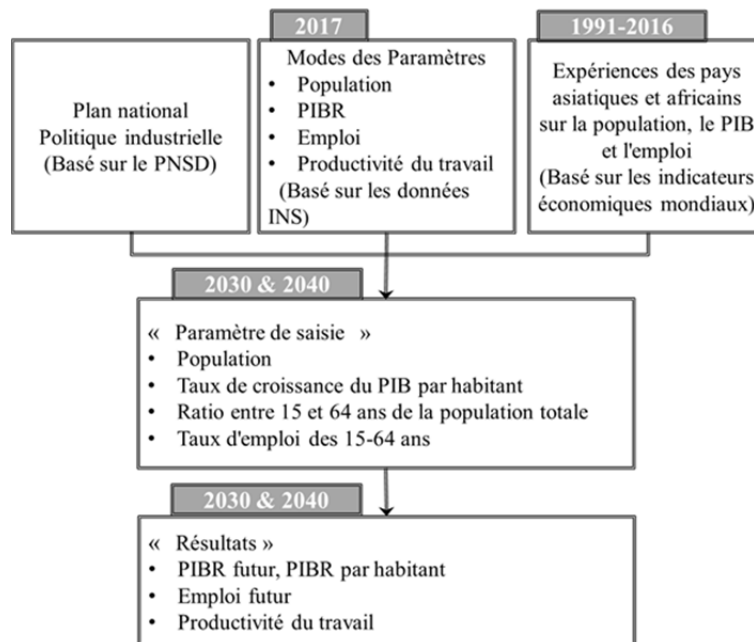 Plan national
Politique industrielle
(Basé sur le PNSD)
2017
Modes des Paramètres
• Population
• PIBR
• Emploi
• Productivité du travail
(Basé sur les données
INS)
1991-2016
Expériences des pays
asiatiques et africains
sur la population, le PIB
et l'emploi
(Basé sur les indicateurs
économiques mondiaux)
2030 & 2040
« Paramètre de saisie »
• Population
• Taux de croissance du PIB par habitant
• Ratio entre 15 et 64 ans de la population totale
• Taux d'emploi des 15-64 ans
2030 & 2040
« Résultats »
• PIBR futur, PIBR par habitant
• Emploi futur
• Productivité du travail